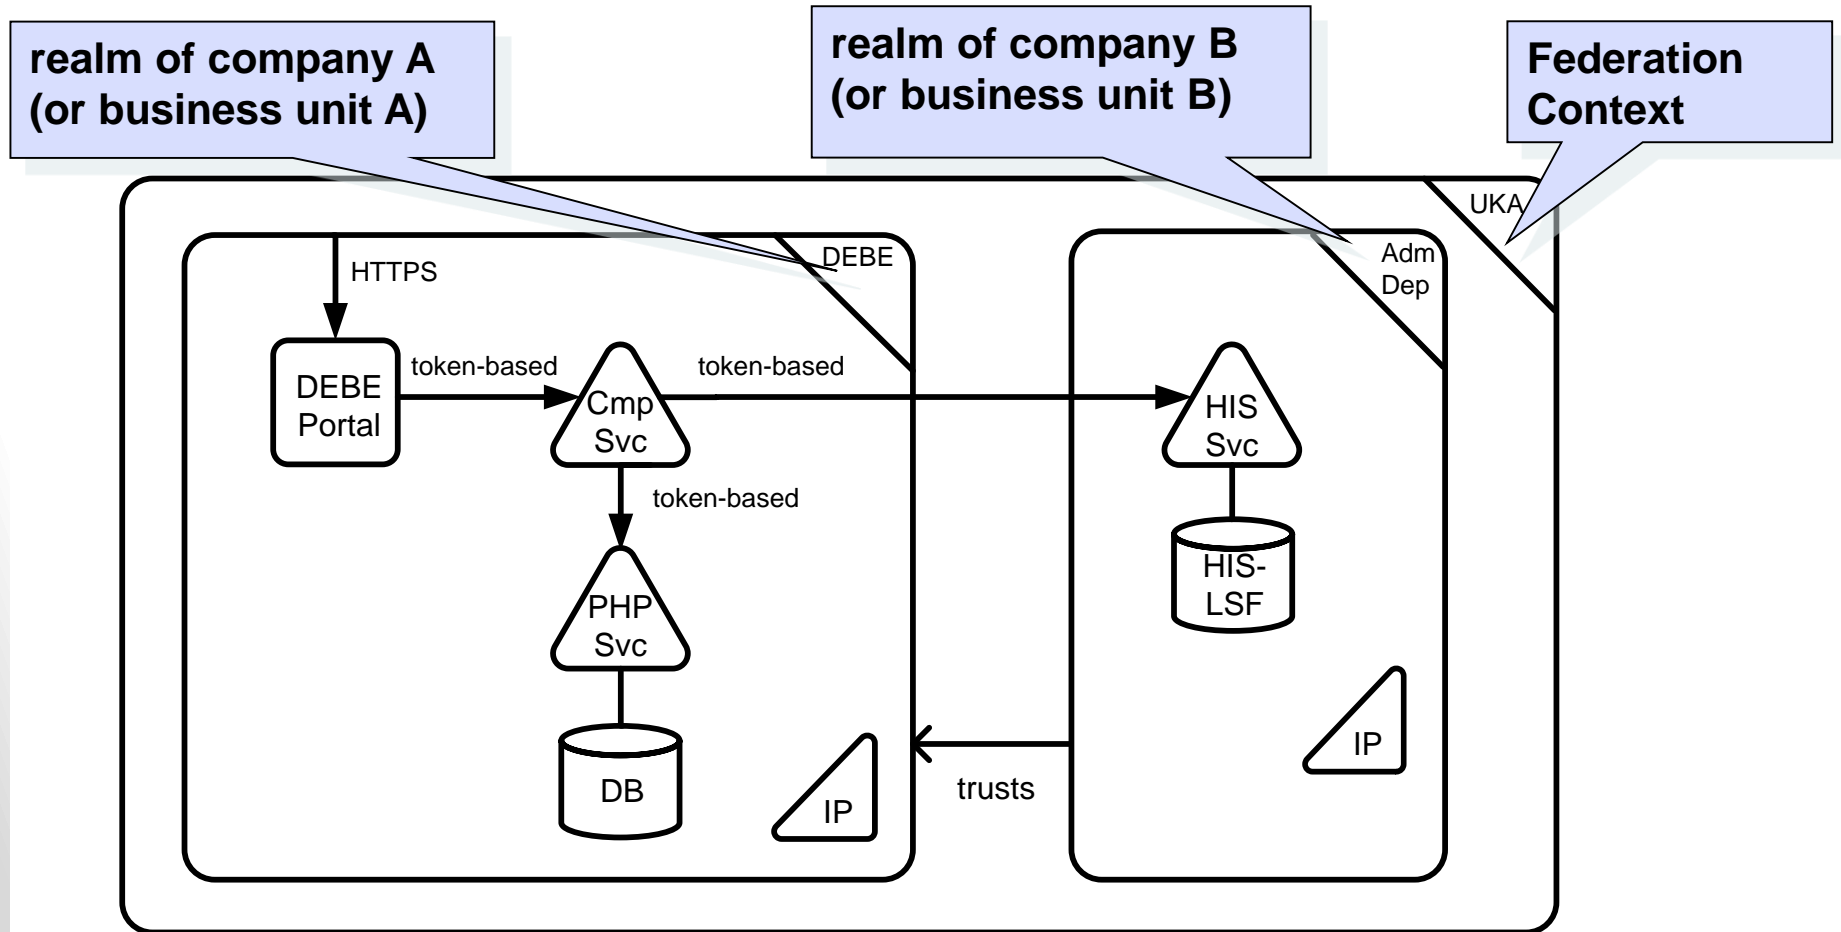 realm of company A
(or business unit A)
realm of company B
(or business unit B)
Federation
Context
UKA
DEBE
Adm
Dep
HTTPS
DEBE
Portal
token-based
Cmp
Svc
token-based
HIS
Svc
token-based
PHP
Svc
HIS-
LSF
DB
IP
trusts
IP